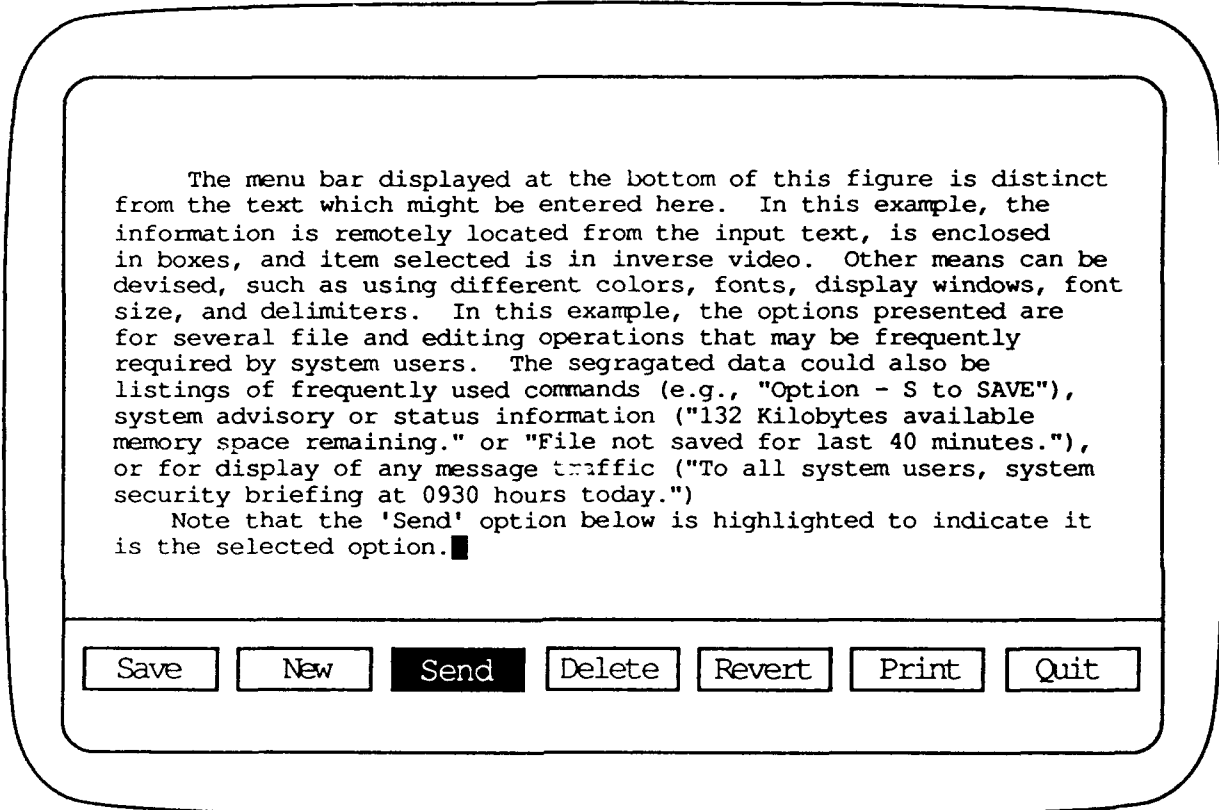 The menu bar displayed at the bottom of this figure is distinct
from the text which might be entered here. In this example, the
information is remotely located from the input text, is enclosed
in boxes, and item selected is in inverse video. Other means can be
devised, such as using different colors, fonts, display windows, font
size, and delimiters. In this example, the options presented are
for several file and editing operations that may be frequently
required by system users. The segragated data could also be
listings of frequently used commands (e.g., "Option - S to SAVE"),
system advisory or status information ("132 Kilobytes available
memory space remaining." or "File not saved for last 40 minutes."),
or for display of any message traffic ("To all system users, system
security briefing at 0930 hours today.")
Note that the 'Send' option below is highlighted to indicate it
is the selected option.
Save New Send Delete Revert Print Quit